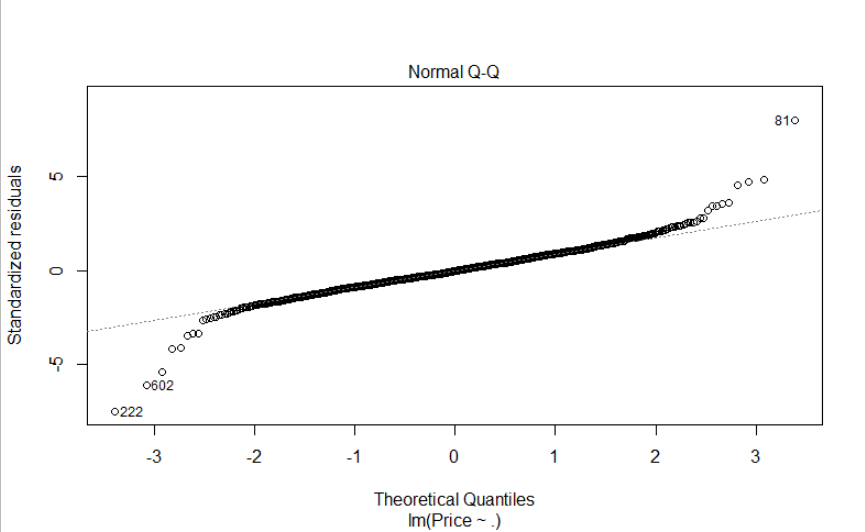 Normal Q-Q
81
5
0
-5
Standardized residuals
602
222
-3 -2 -1 0 1 2 3
Theoretical Quantiles
lm(Price ~ .)